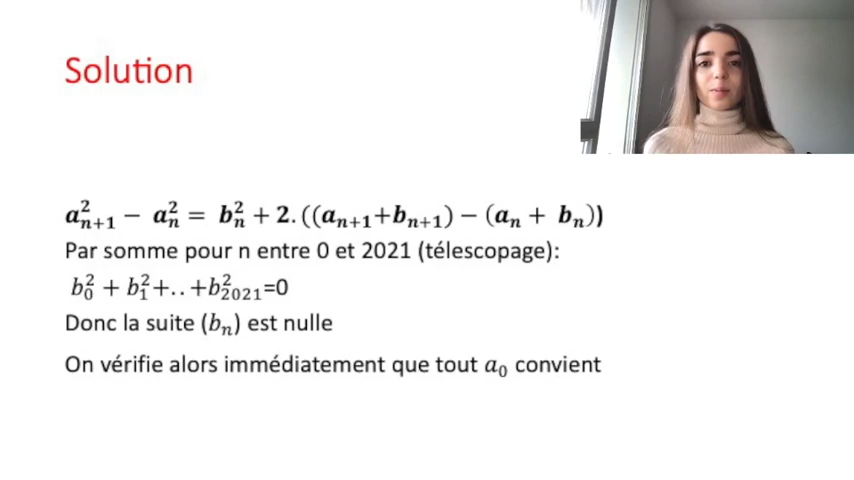 Solution
a²ₙ₊₁ − a²ₙ = b²ₙ + 2. ((aₙ₊₁+bₙ₊₁) − (aₙ + bₙ))
Par somme pour n entre 0 et 2021 (télescopage):
b²₀ + b²₁+..+b²₂₀₂₁=0
Donc la suite (bₙ) est nulle
On vérifie alors immédiatement que tout a₀ convient